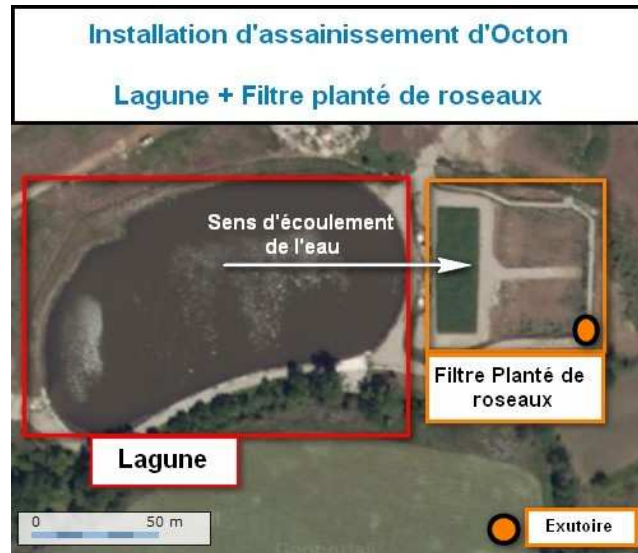 Installation d'assainissement d'Octon
Lagune + Filtre planté de roseaux
Sens d'écoulement
de l'eau
Filtre Planté de
roseaux
Lagune
0 50 m
Exutoire